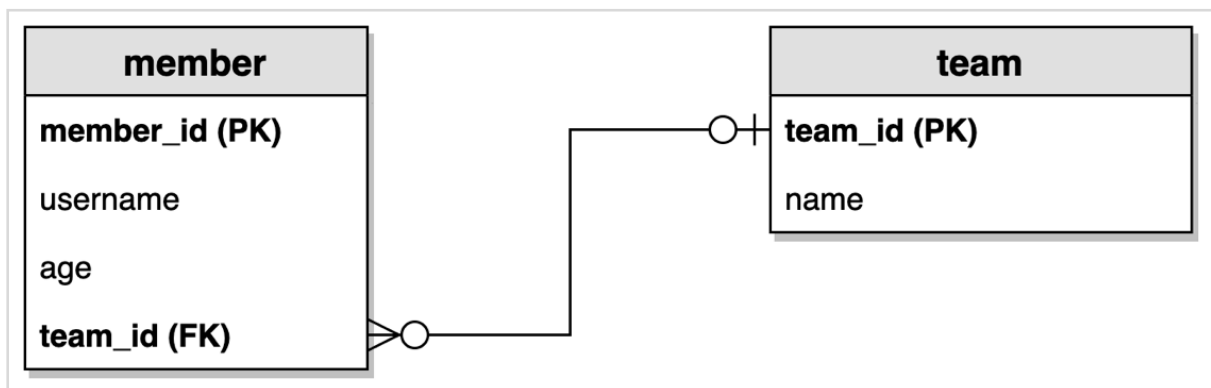 member
member_id (PK)
username
age
team_id (FK)
team
team_id (PK)
name